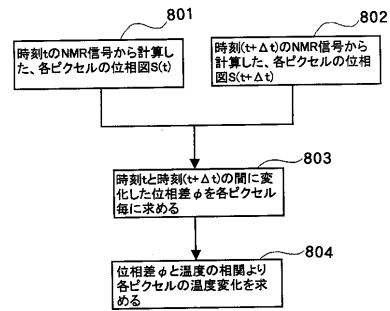 801
時刻tのNMR信号から計算し
た、各ピクセルの位相図S(t)
802
時刻(t+Δt)のNMR信号から
計算した、各ピクセルの位相
図S(t+Δt)
803
時刻tと時刻(t+Δt)の間に変
化した位相差φを各ピクセル
毎に求める
804
位相差φと温度の相関より
各ピクセルの温度変化を求
める